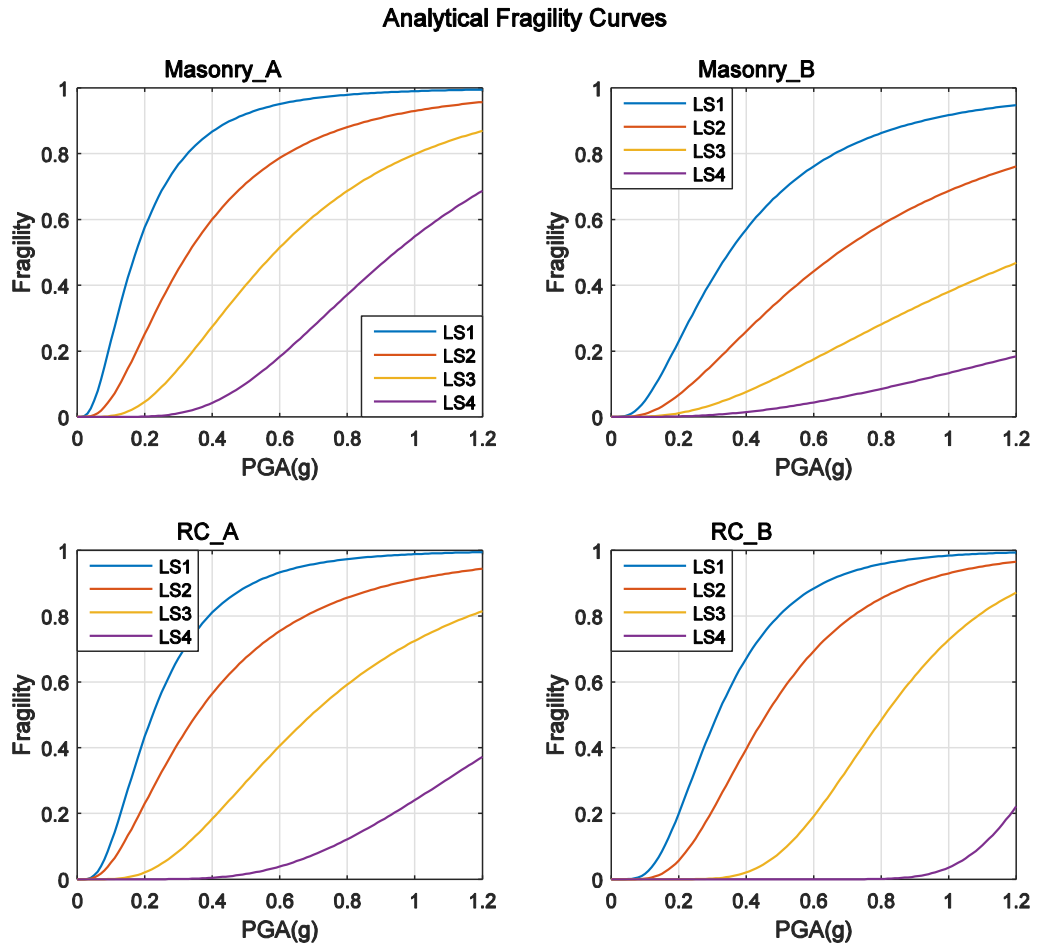 Analytical Fragility Curves
Masonry_A
1
0.8
0.6
0.4
0.2
0
Fragility
LS1
LS2
LS3
LS4
0 0.2 0.4 0.6 0.8 1 1.2
PGA(g)
Masonry_B
1
0.8
0.6
0.4
0.2
0
Fragility
LS1
LS2
LS3
LS4
0 0.2 0.4 0.6 0.8 1 1.2
PGA(g)
RC_A
1
0.8
0.6
0.4
0.2
0
Fragility
LS1
LS2
LS3
LS4
0 0.2 0.4 0.6 0.8 1 1.2
PGA(g)
RC_B
1
0.8
0.6
0.4
0.2
0
Fragility
LS1
LS2
LS3
LS4
0 0.2 0.4 0.6 0.8 1 1.2
PGA(g)